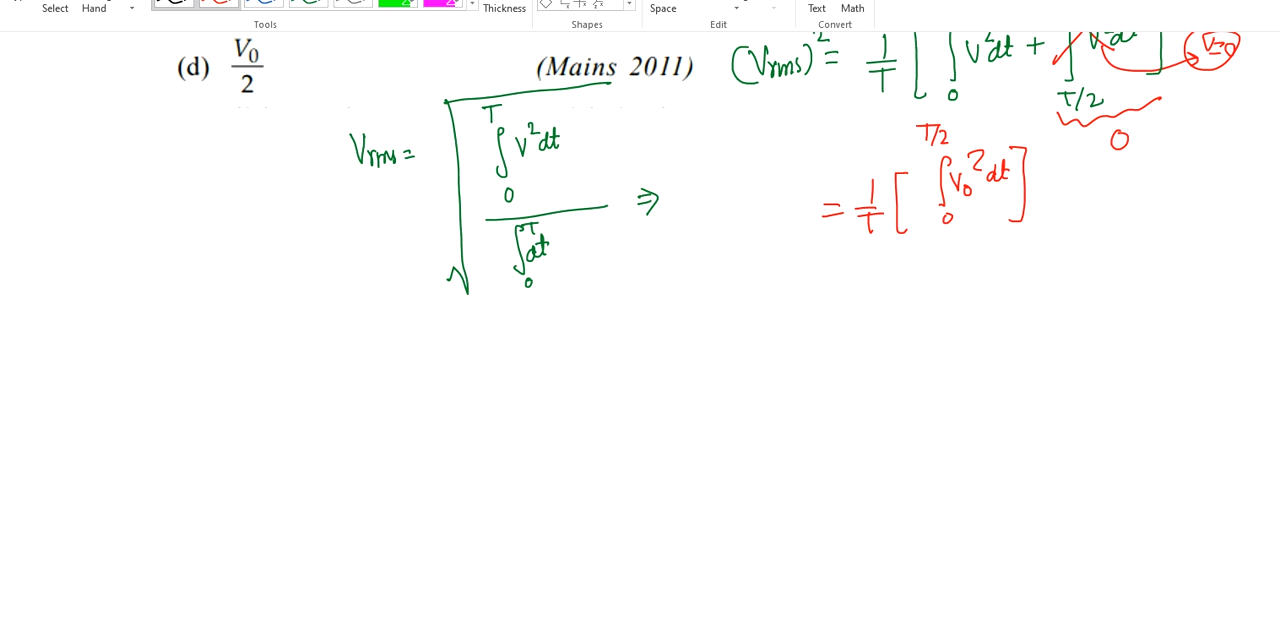 Select Hand Thickness Space Text Math
Tools Shapes Edit Convert
(d) V₀/2 (Mains 2011)
(Vrms)² = 1/T [ ∫₀ V²dt + ∫_{T/2} V²dt ] V=0
0
Vrms = √( ∫₀ᵀ V²dt / ∫₀ᵀ dt ) ⇒
= 1/T [ ∫₀^{T/2} V₀² dt ]